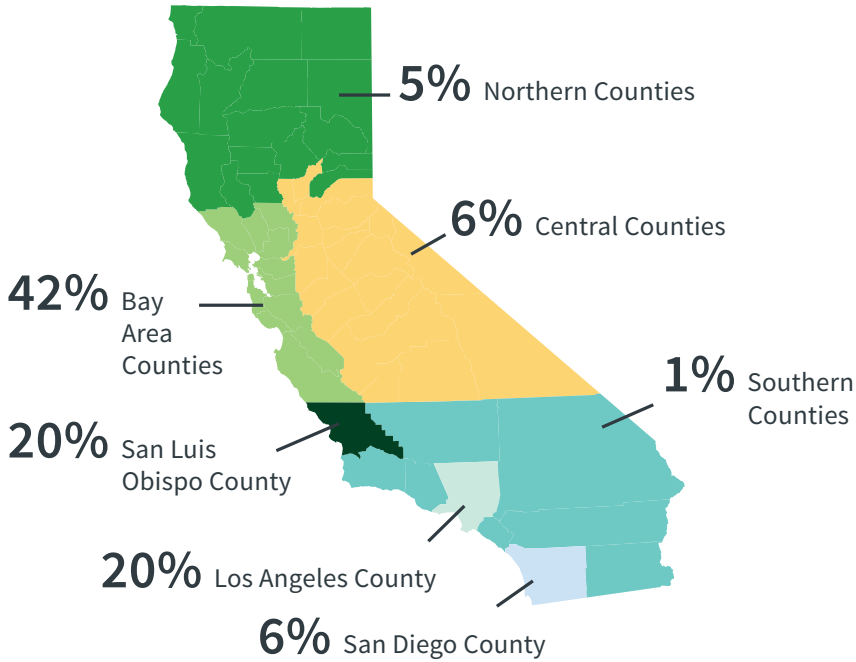 5% Northern Counties
6% Central Counties
42% Bay
Area
Counties
1% Southern
Counties
20% San Luis
Obispo County
20% Los Angeles County
6% San Diego County